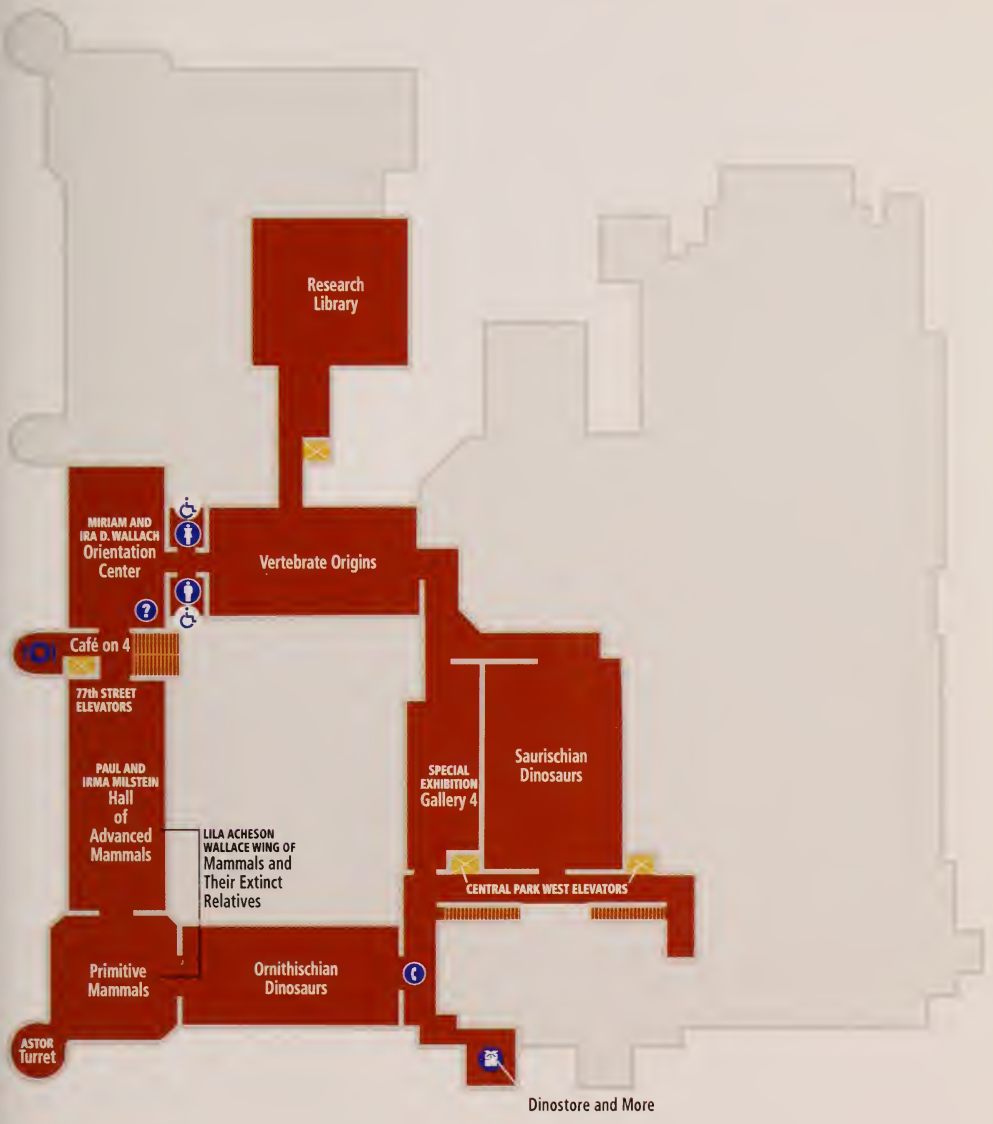 Research
Library
MIRIAM AND
IRA D. WALLACH
Orientation
Center
Vertebrate Origins
?
Café on 4
77th STREET
ELEVATORS
PAUL AND
IRMA MILSTEIN
Hall
of
Advanced
Mammals
SPECIAL
EXHIBITION
Gallery 4
Saurischian
Dinosaurs
LILA ACHESON
WALLACE WING OF
Mammals and
Their Extinct
Relatives
CENTRAL PARK WEST ELEVATORS
Primitive
Mammals
Ornithischian
Dinosaurs
ASTOR
Turret
Dinostore and More